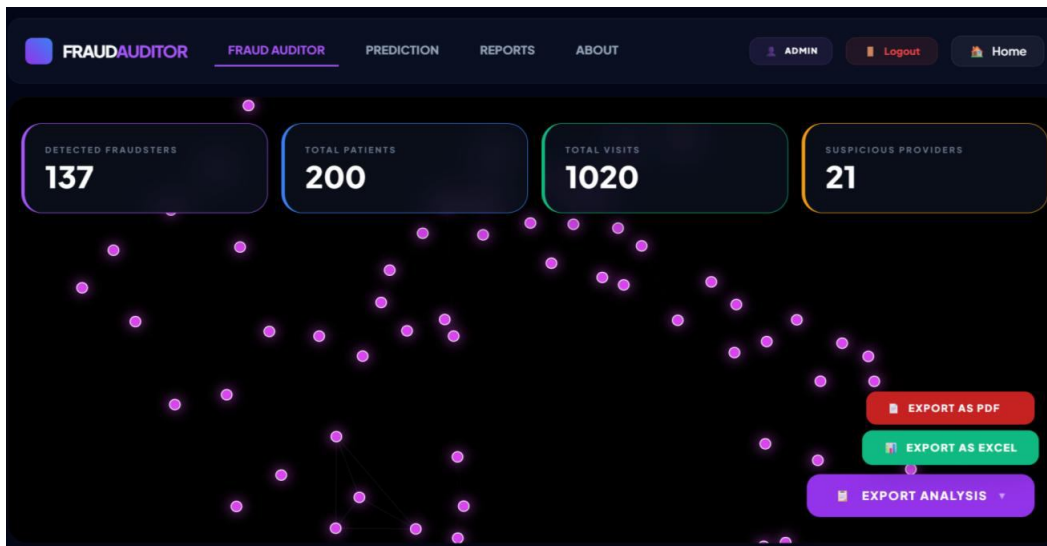 FRAUDAUDITOR
FRAUD AUDITOR
PREDICTION
REPORTS
ABOUT
ADMIN
Logout
Home
DETECTED FRAUDSTERS
137
TOTAL PATIENTS
200
TOTAL VISITS
1020
SUSPICIOUS PROVIDERS
21
EXPORT AS PDF
EXPORT AS EXCEL
EXPORT ANALYSIS